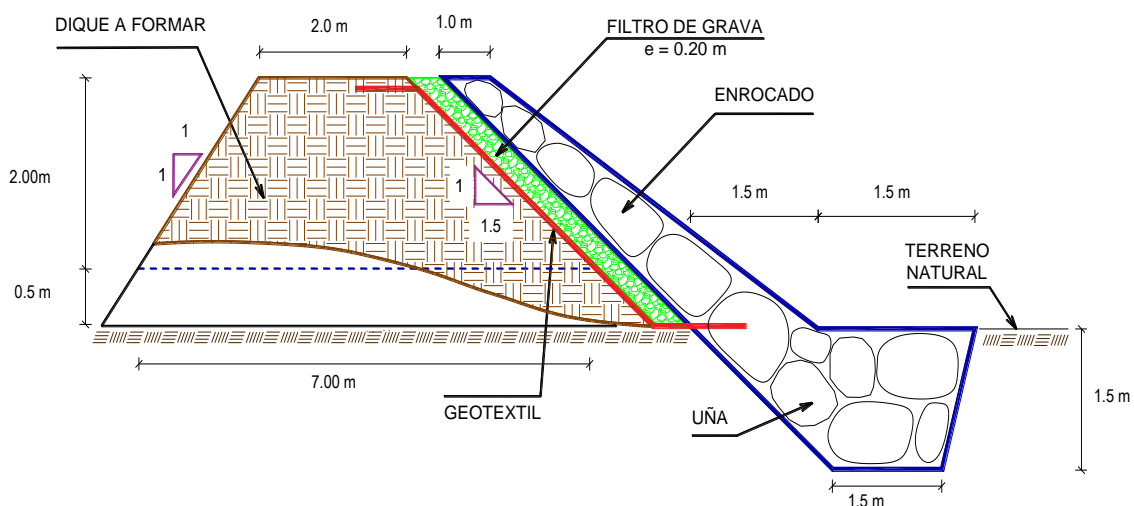 DIQUE A FORMAR
2.0 m
1.0 m
FILTRO DE GRAVA
e = 0.20 m
ENROCADO
1
1
2.00m
1
1.5
1.5 m
1.5 m
TERRENO
NATURAL
0.5 m
7.00 m
GEOTEXTIL
UÑA
1.5 m
1.5 m